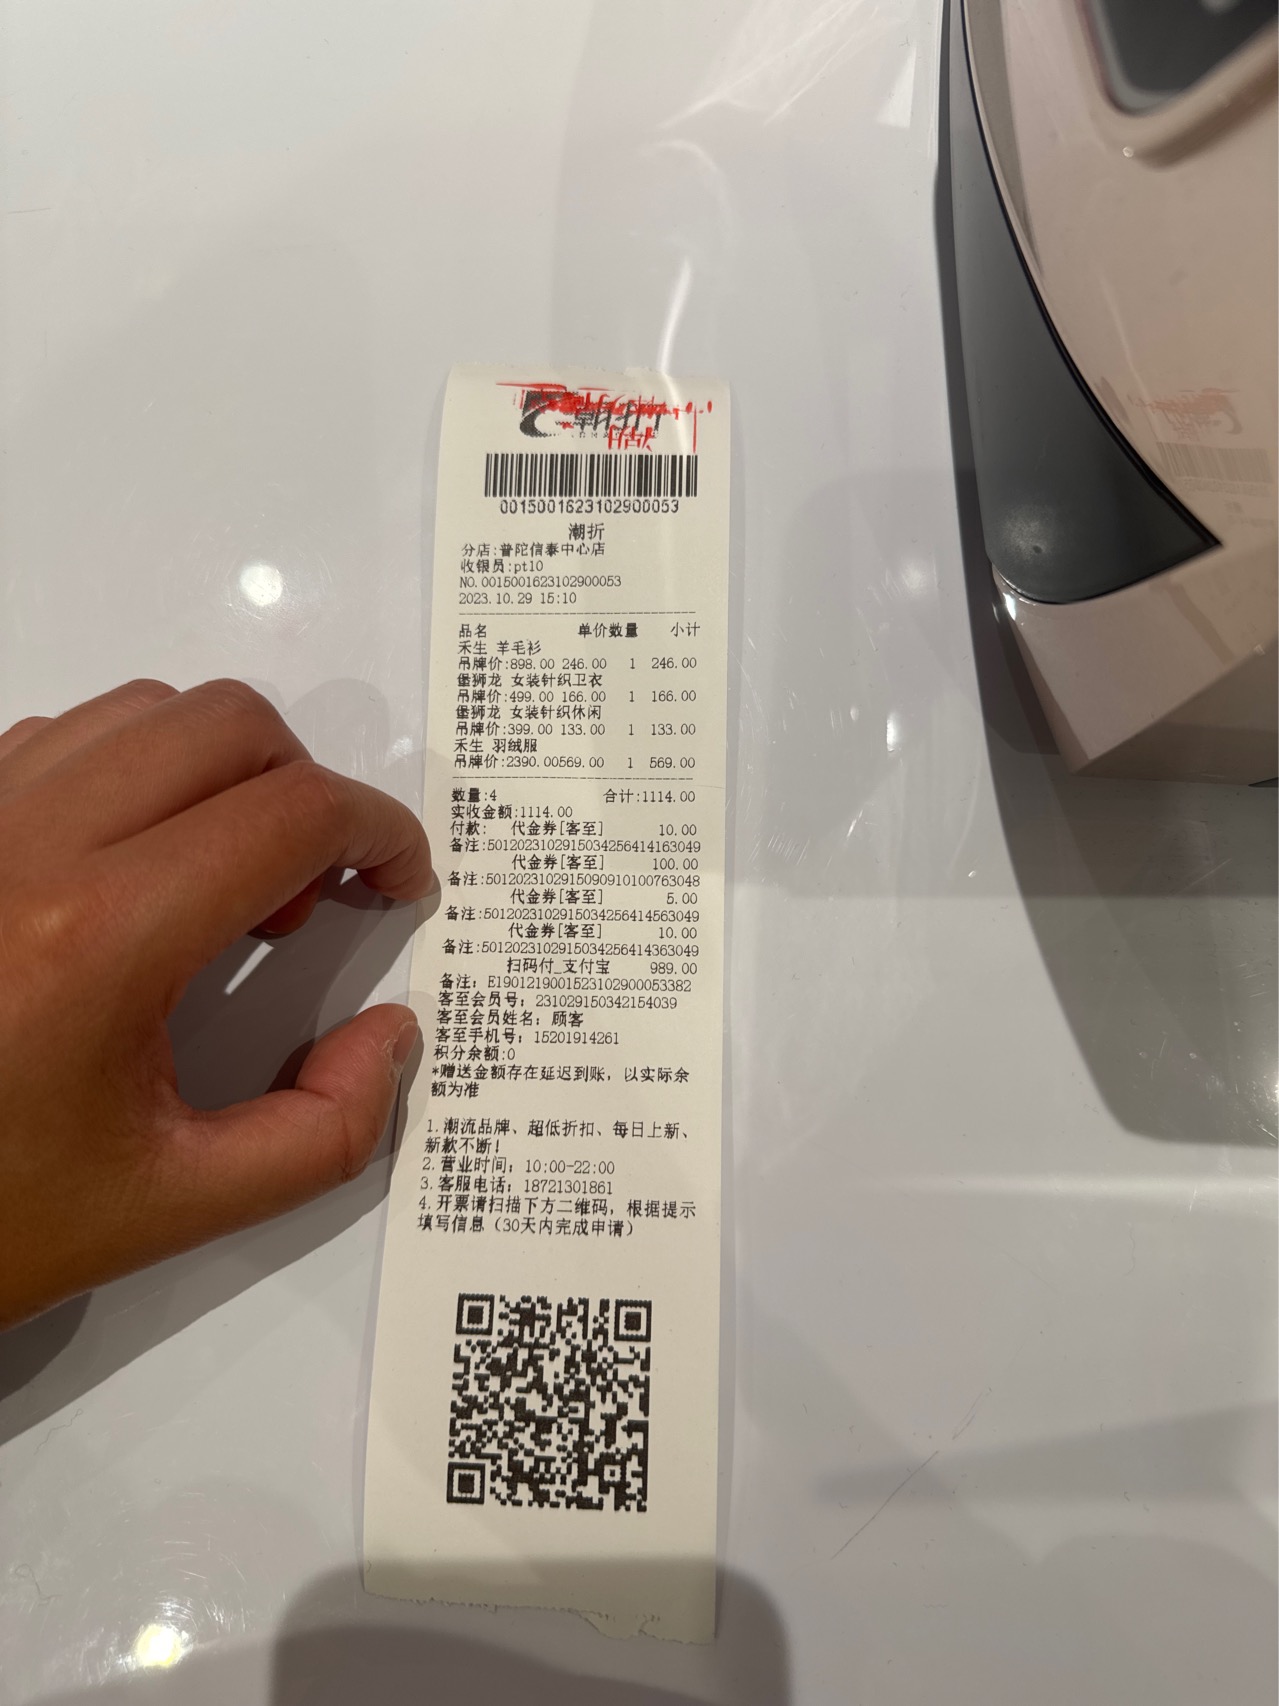 0015001623102900053
潮折
分店:普陀信泰中心店
收银员:pt10
NO.0015001623102900053
2023.10.29 15:10
品名 单价数量 小计
禾生 羊毛衫
吊牌价:898.00 246.00 1 246.00
堡狮龙 女装针织卫衣
吊牌价:499.00 166.00 1 166.00
堡狮龙 女装针织休闲
吊牌价:399.00 133.00 1 133.00
禾生 羽绒服
吊牌价:2390.00569.00 1 569.00
数量:4 合计:1114.00
实收金额:1114.00
付款: 代金券[客至] 10.00
备注:5012023102915034256414163049
代金券[客至] 100.00
备注:5012023102915090910100763048
代金券[客至] 5.00
备注:5012023102915034256414563049
代金券[客至] 10.00
备注:5012023102915034256414363049
扫码付_支付宝 989.00
备注: E1901219001523102900053382
客至会员号: 231029150342154039
客至会员姓名: 顾客
客至手机号: 15201914261
积分余额:0
*赠送金额存在延迟到账, 以实际余
额为准
1.潮流品牌、超低折扣、每日上新、
新款不断!
2.营业时间: 10:00-22:00
3.客服电话: 18721301861
4.开票请扫描下方二维码, 根据提示
填写信息 (30天内完成申请)